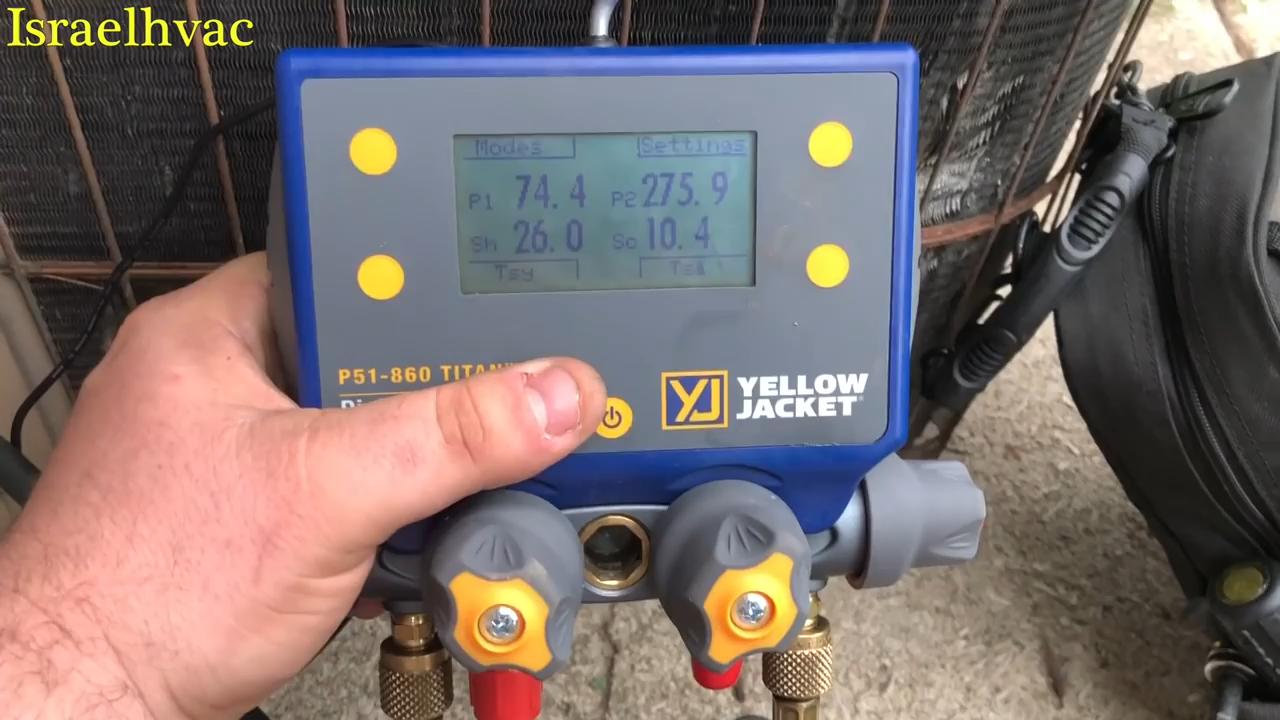 Israelhvac
Modes Settings
P1 74.4 P2 275.9
Sh 26.0 Sc 10.4
Tsy
P51-860 TITAN
YJ YELLOW
JACKET